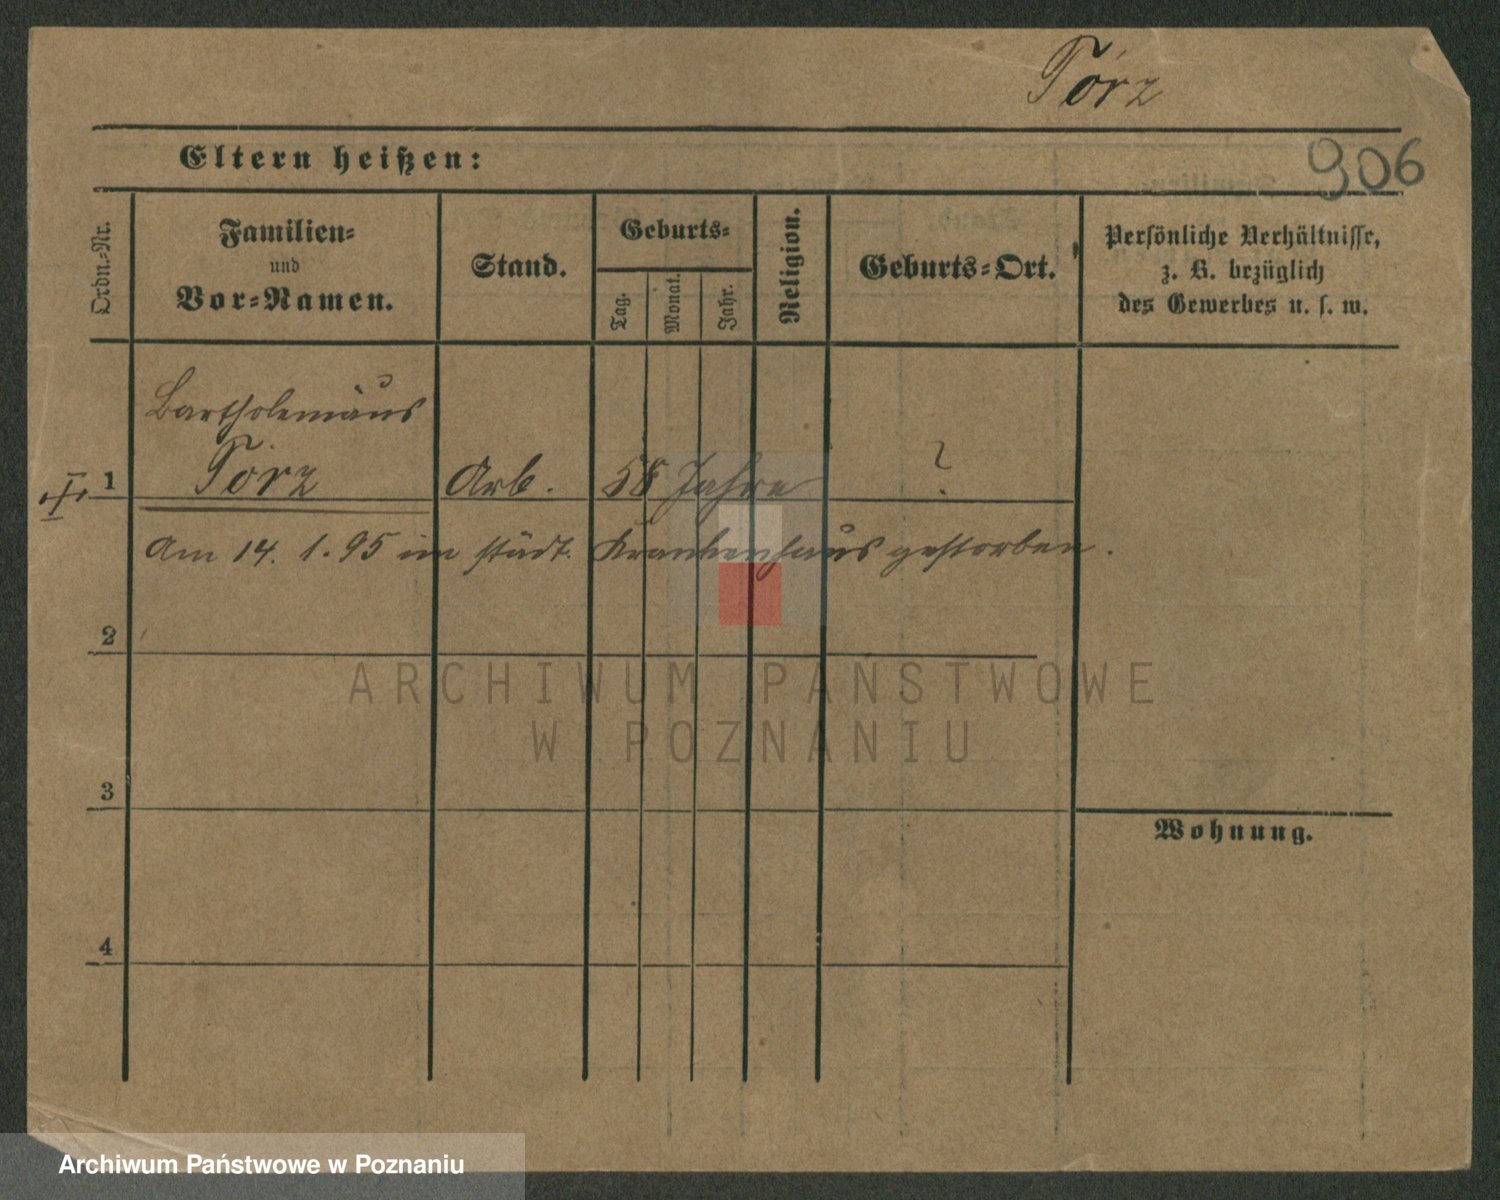 Törz
906
Eltern heißen:
Ordn.-Nr.
Familien-
und
Vor-Namen.
Stand.
Geburts-
Tag.
Monat.
Jahr.
Religion.
Geburts-Ort.
Persönliche Verhältnisse,
z. B. bezüglich
des Gewerbes u. s. w.
Bartholemäus
1 Törz Arb. 58 Jahre ?
Am 14. 1. 95 im städt. Krankenhaus gestorben.
2
3
4
Wohnung.
ARCHIWUM PAŃSTWOWE
W POZNANIU
Archiwum Państwowe w Poznaniu